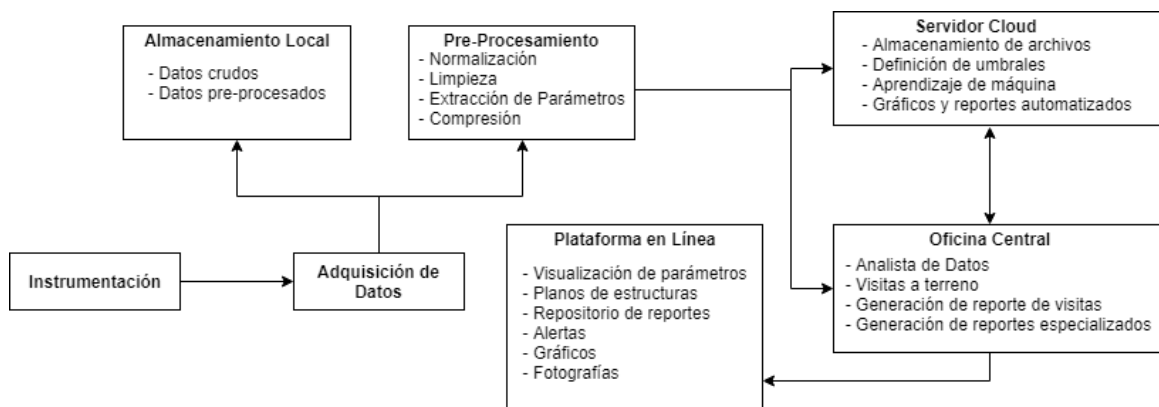 Almacenamiento Local
- Datos crudos
- Datos pre-procesados
Pre-Procesamiento
- Normalización
- Limpieza
- Extracción de Parámetros
- Compresión
Servidor Cloud
- Almacenamiento de archivos
- Definición de umbrales
- Aprendizaje de máquina
- Gráficos y reportes automatizados
Instrumentación
Adquisición de
Datos
Plataforma en Línea
- Visualización de parámetros
- Planos de estructuras
- Repositorio de reportes
- Alertas
- Gráficos
- Fotografías
Oficina Central
- Analista de Datos
- Visitas a terreno
- Generación de reporte de visitas
- Generación de reportes especializados